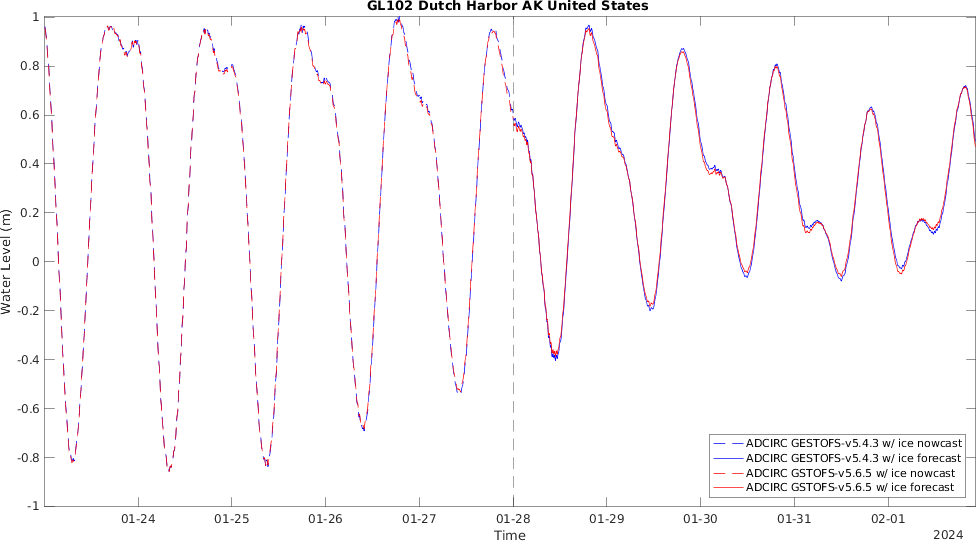 GL102 Dutch Harbor AK United States
1
0.8
0.6
0.4
0.2
0
-0.2
-0.4
-0.6
-0.8
-1
Water Level (m)
ADCIRC GESTOFS-v5.4.3 w/ ice nowcast
ADCIRC GESTOFS-v5.4.3 w/ ice forecast
ADCIRC GSTOFS-v5.6.5 w/ ice nowcast
ADCIRC GSTOFS-v5.6.5 w/ ice forecast
01-24 01-25 01-26 01-27 01-28 01-29 01-30 01-31 02-01
Time
2024